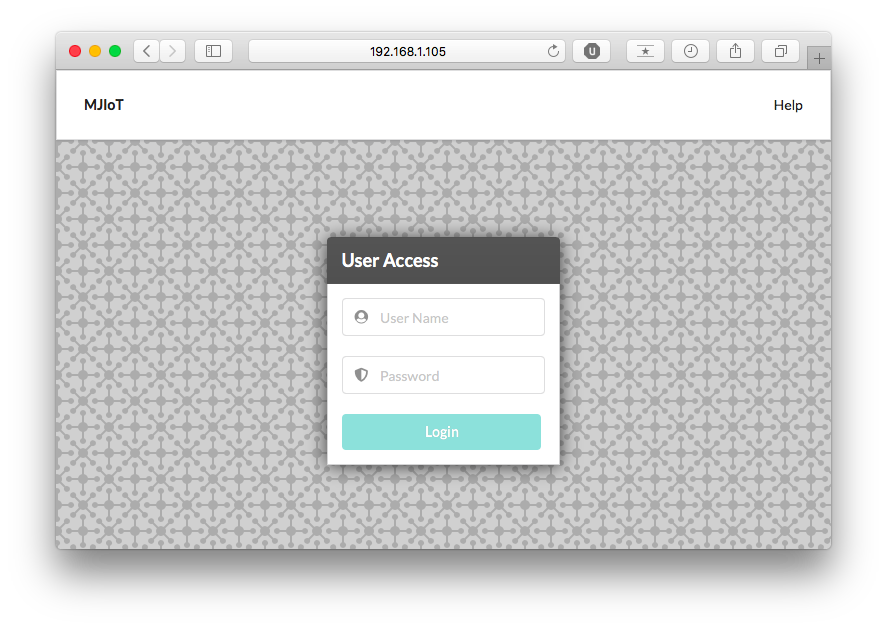 192.168.1.105
MJIoT
Help
User Access
User Name
Password
Login